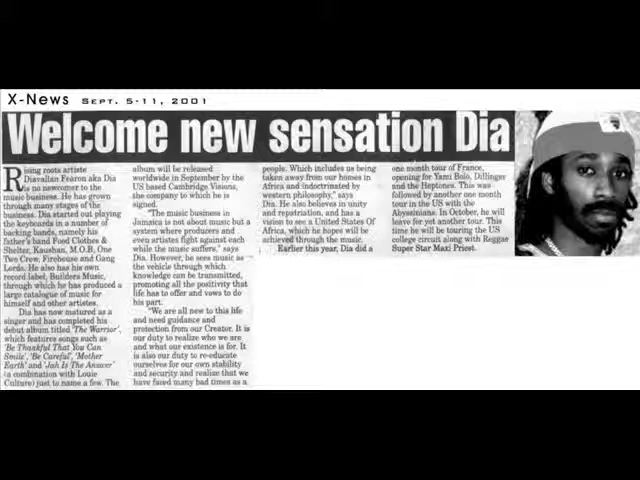 X-News Sept. 5-11, 2001
Welcome new sensation Dia
Rising roots artiste
Diavallan Fearon aka Dia
is no newcomer to the
music business. He has grown
through many stages of the
business. Dia started out playing
the keyboards in a number of
backing bands, namely his
father's band Food Clothes &
Shelter, Kaushan, M.O.B, One
Two Crew, Firehouse and Gang
Lords. He also has his own
record label, Builders Music,
through which he has produced a
large catalogue of music for
himself and other artistes.
Dia has now matured as a
singer and has completed his
debut album titled 'The Warrior',
which features songs such as
'Be Thankful That You Can
Smile', 'Be Careful', 'Mother
Earth' and 'Jah Is The Answer'
(a combination with Louie
Culture) just to name a few. The
album will be released
worldwide in September by the
US based Cambridge Visions,
the company to which he is
signed.
"The music business in
Jamaica is not about music but a
system where producers and
even artistes fight against each
while the music suffers," says
Dia. However, he sees music as
the vehicle through which
knowledge can be transmitted,
promoting all the positivity that
life has to offer and vows to do
his part.
"We are all new to this life
and need guidance and
protection from our Creator. It is
our duty to realize who we are
and what our existence is for. It
is also our duty to re-educate
ourselves for our own stability
and security and realize that we
have faced many bad times as a
people. Which includes us being
taken away from our homes in
Africa and indoctrinated by
western philosophy," says
Dia. He also believes in unity
and repatriation, and has a
vision to see a United States Of
Africa, which he hopes will be
achieved through the music.
Earlier this year, Dia did a
one month tour of France,
opening for Yami Bolo, Dillinger
and the Heptones. This was
followed by another one month
tour in the US with the
Abyssinians. In October, he will
leave for yet another tour. This
time he will be touring the US
college circuit along with Reggae
Super Star Maxi Priest.